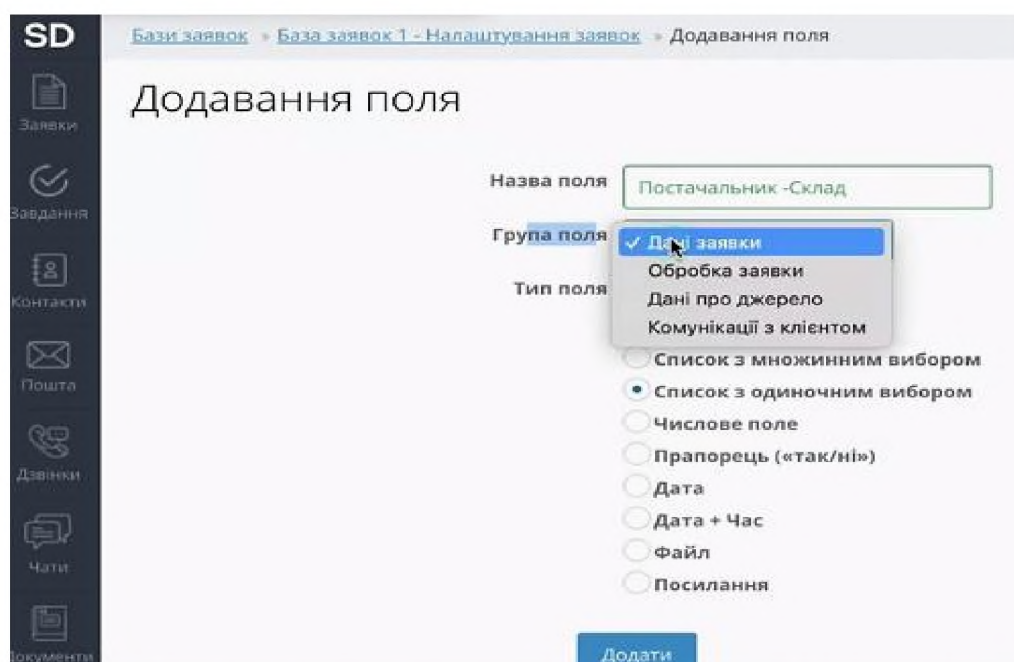 SD
Бази заявок » База заявок 1 - Налаштування заявок » Додавання поля
Додавання поля
Заявки
Завдання
Контакти
Пошта
Дзвінки
Чати
Документи
Назва поля
Постачальник -Склад
Група поля
✓ Дані заявки
Обробка заявки
Дані про джерело
Комунікації з клієнтом
Тип поля
Список з множинним вибором
Список з одиночним вибором
Числове поле
Прапорець («так/ні»)
Дата
Дата + Час
Файл
Посилання
Додати